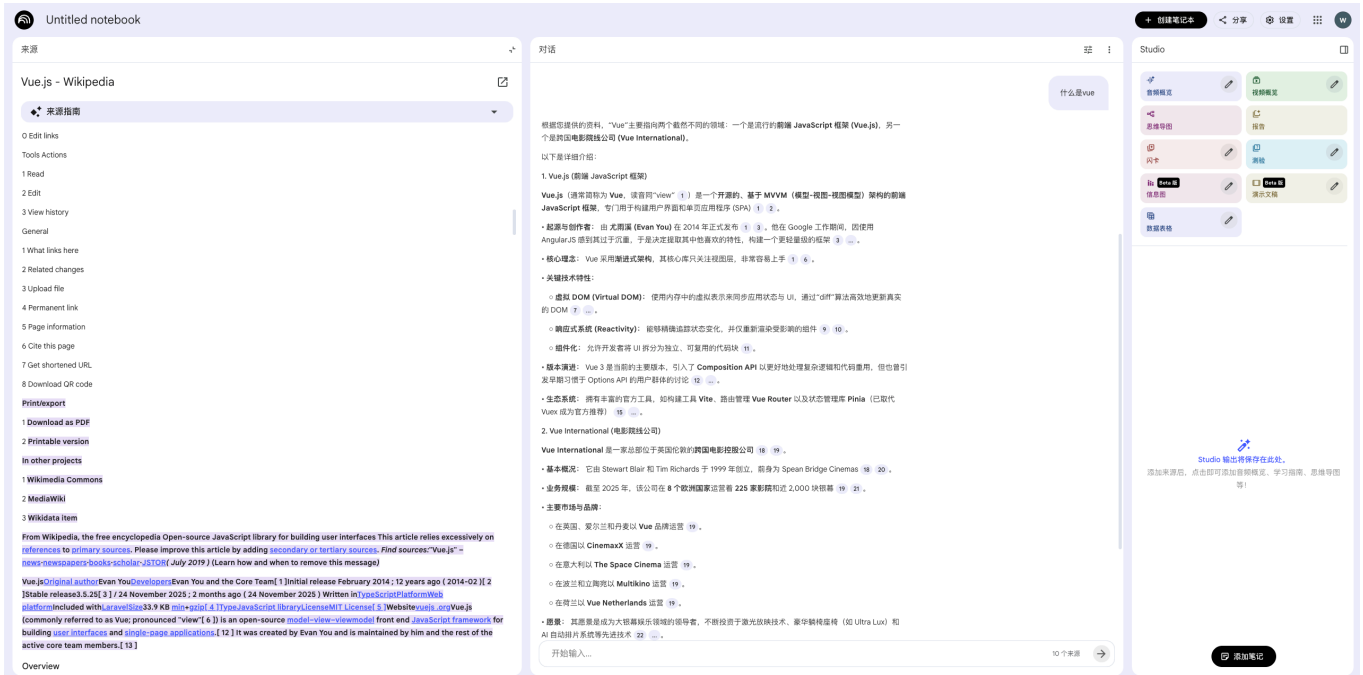 Untitled notebook
+ 创建笔记本
分享
设置
W
来源
Vue.js - Wikipedia
来源指南
0 Edit links
Tools Actions
1 Read
2 Edit
3 View history
General
1 What links here
2 Related changes
3 Upload file
4 Permanent link
5 Page information
6 Cite this page
7 Get shortened URL
8 Download QR code
Print/export
1 Download as PDF
2 Printable version
In other projects
1 Wikimedia Commons
2 MediaWiki
3 Wikidata item
From Wikipedia, the free encyclopedia Open-source JavaScript library for building user interfaces This article relies excessively on
references to primary sources. Please improve this article by adding secondary or tertiary sources. Find sources:"Vue.js" –
news·newspapers·books·scholar·JSTOR( July 2019 ) (Learn how and when to remove this message)
Vue.jsOriginal authorEvan YouDevelopersEvan You and the Core Team[ 1 ]Initial release February 2014 ; 12 years ago ( 2014-02 )[ 2
]Stable release3.5.25[ 3 ] / 24 November 2025 ; 2 months ago ( 24 November 2025 ) Written inTypeScriptPlatformWeb
platformIncluded withLaravelSize33.9 KB min+gzip[ 4 ]TypeJavaScript libraryLicenseMIT License[ 5 ]Websitevuejs .orgVue.js
(commonly referred to as Vue; pronounced "view"[ 6 ]) is an open-source model–view–viewmodel front end JavaScript framework for
building user interfaces and single-page applications.[ 12 ] It was created by Evan You and is maintained by him and the rest of the
active core team members.[ 13 ]
Overview
对话
什么是vue
根据您提供的资料，“Vue”主要指向两个截然不同的领域：一个是流行的前端 JavaScript 框架 (Vue.js)，另一
个是跨国电影院线公司 (Vue International)。
以下是详细介绍：
1. Vue.js (前端 JavaScript 框架)
Vue.js（通常简称为 Vue，读音同“view” 1 ）是一个开源的、基于 MVVM（模型-视图-视图模型）架构的前端
JavaScript 框架，专门用于构建用户界面和单页应用程序 (SPA) 1 2 。
• 起源与创作者： 由 尤雨溪 (Evan You) 在 2014 年正式发布 1 3 。他在 Google 工作期间，因使用
AngularJS 感到其过于沉重，于是决定提取其中他喜欢的特性，构建一个更轻量级的框架 3 ... 。
• 核心理念： Vue 采用渐进式架构，其核心库只关注视图层，非常容易上手 1 6 。
• 关键技术特性：
○ 虚拟 DOM (Virtual DOM)： 使用内存中的虚拟表示来同步应用状态与 UI，通过“diff”算法高效地更新真实
的 DOM 7 ... 。
○ 响应式系统 (Reactivity)： 能够精确追踪状态变化，并仅重新渲染受影响的组件 9 10 。
○ 组件化： 允许开发者将 UI 拆分为独立、可复用的代码块 11 。
• 版本演进： Vue 3 是当前的主要版本，引入了 Composition API 以更好地处理复杂逻辑和代码重用，但也曾引
发早期习惯于 Options API 的用户群体的讨论 12 ... 。
• 生态系统： 拥有丰富的官方工具，如构建工具 Vite、路由管理 Vue Router 以及状态管理库 Pinia（已取代
Vuex 成为官方推荐） 15 ... 。
2. Vue International (电影院线公司)
Vue International 是一家总部位于英国伦敦的跨国电影控股公司 18 19 。
• 基本概况： 它由 Stewart Blair 和 Tim Richards 于 1999 年创立，前身为 Spean Bridge Cinemas 18 20 。
• 业务规模： 截至 2025 年，该公司在 8 个欧洲国家运营着 225 家影院和近 2,000 块银幕 19 21 。
• 主要市场与品牌：
○ 在英国、爱尔兰和丹麦以 Vue 品牌运营 19 。
○ 在德国以 CinemaxX 运营 19 。
○ 在意大利以 The Space Cinema 运营 19 。
○ 在波兰和立陶宛以 Multikino 运营 19 。
○ 在荷兰以 Vue Netherlands 运营 19 。
• 愿景： 其愿景是成为大银幕娱乐领域的领导者，不断投资于激光放映技术、豪华躺椅座椅（如 Ultra Lux）和
AI 自动排片系统等先进技术 22 ... 。
开始输入...
10 个来源
Studio
音频概览
视频概览
思维导图
报告
闪卡
测验
Beta 版
信息图
Beta 版
演示文稿
数据表格
Studio 输出将保存在此处。
添加来源后，点击即可添加音频概览、学习指南、思维导图
等！
添加笔记